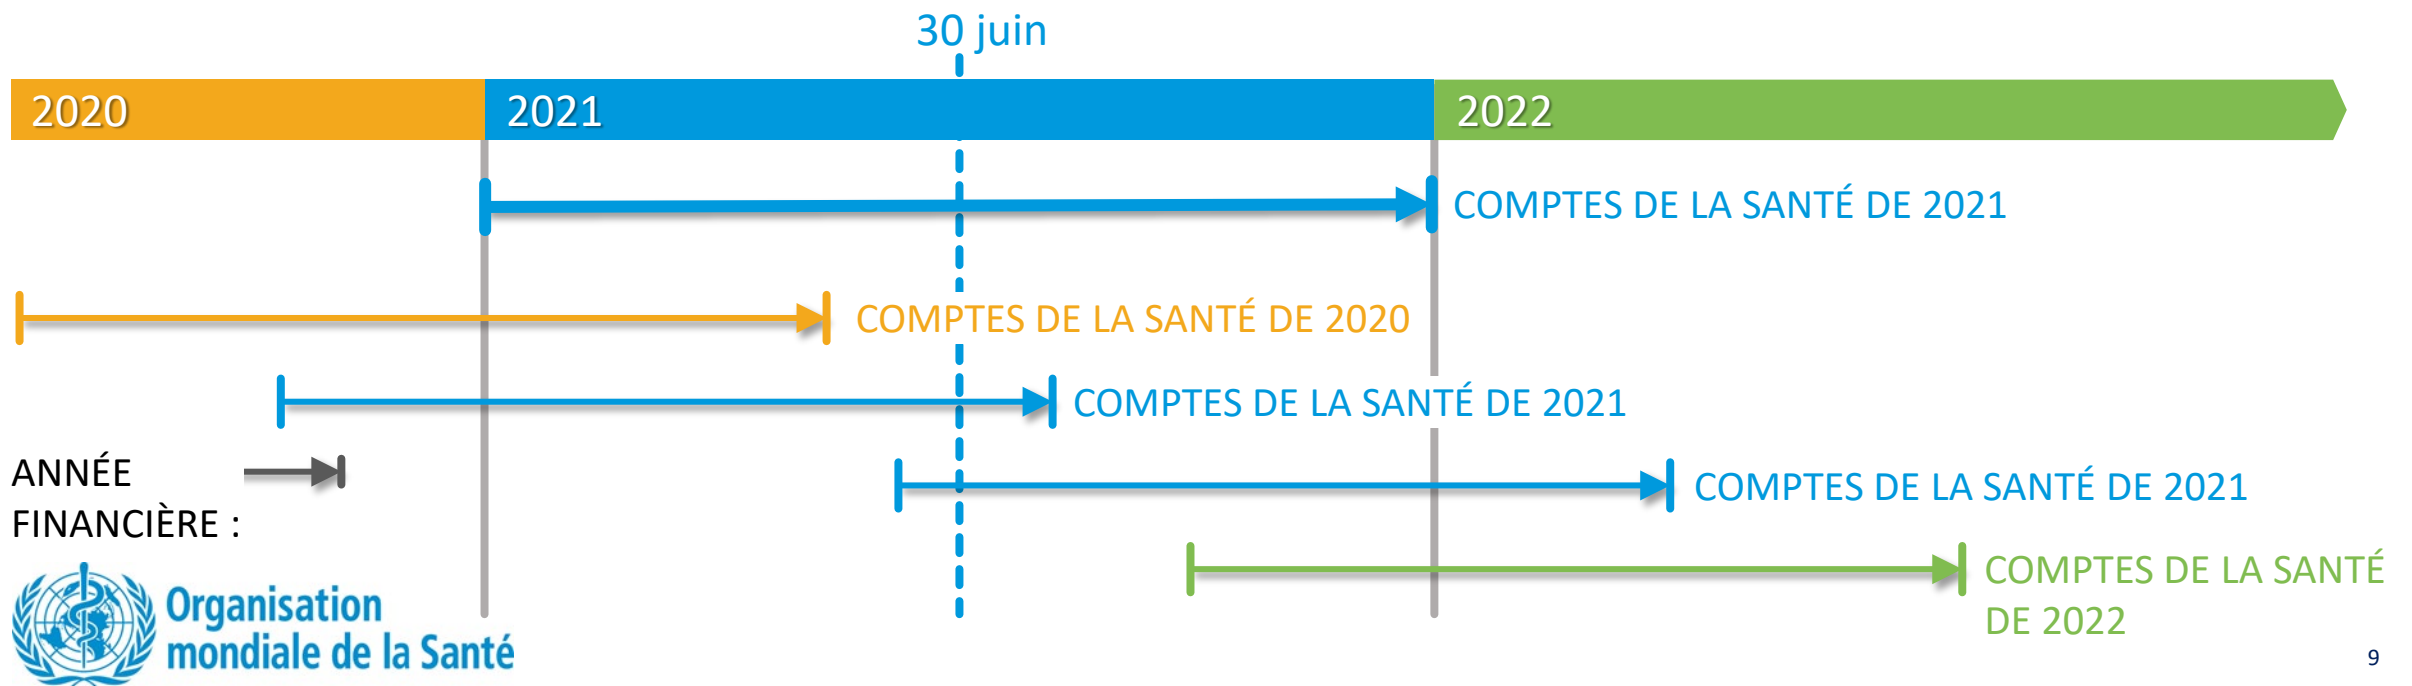 30 juin
2020
2021
2022
COMPTES DE LA SANTÉ DE 2021
COMPTES DE LA SANTÉ DE 2020
COMPTES DE LA SANTÉ DE 2021
ANNÉE
FINANCIÈRE :
COMPTES DE LA SANTÉ DE 2021
COMPTES DE LA SANTÉ
DE 2022
Organisation
mondiale de la Santé
9